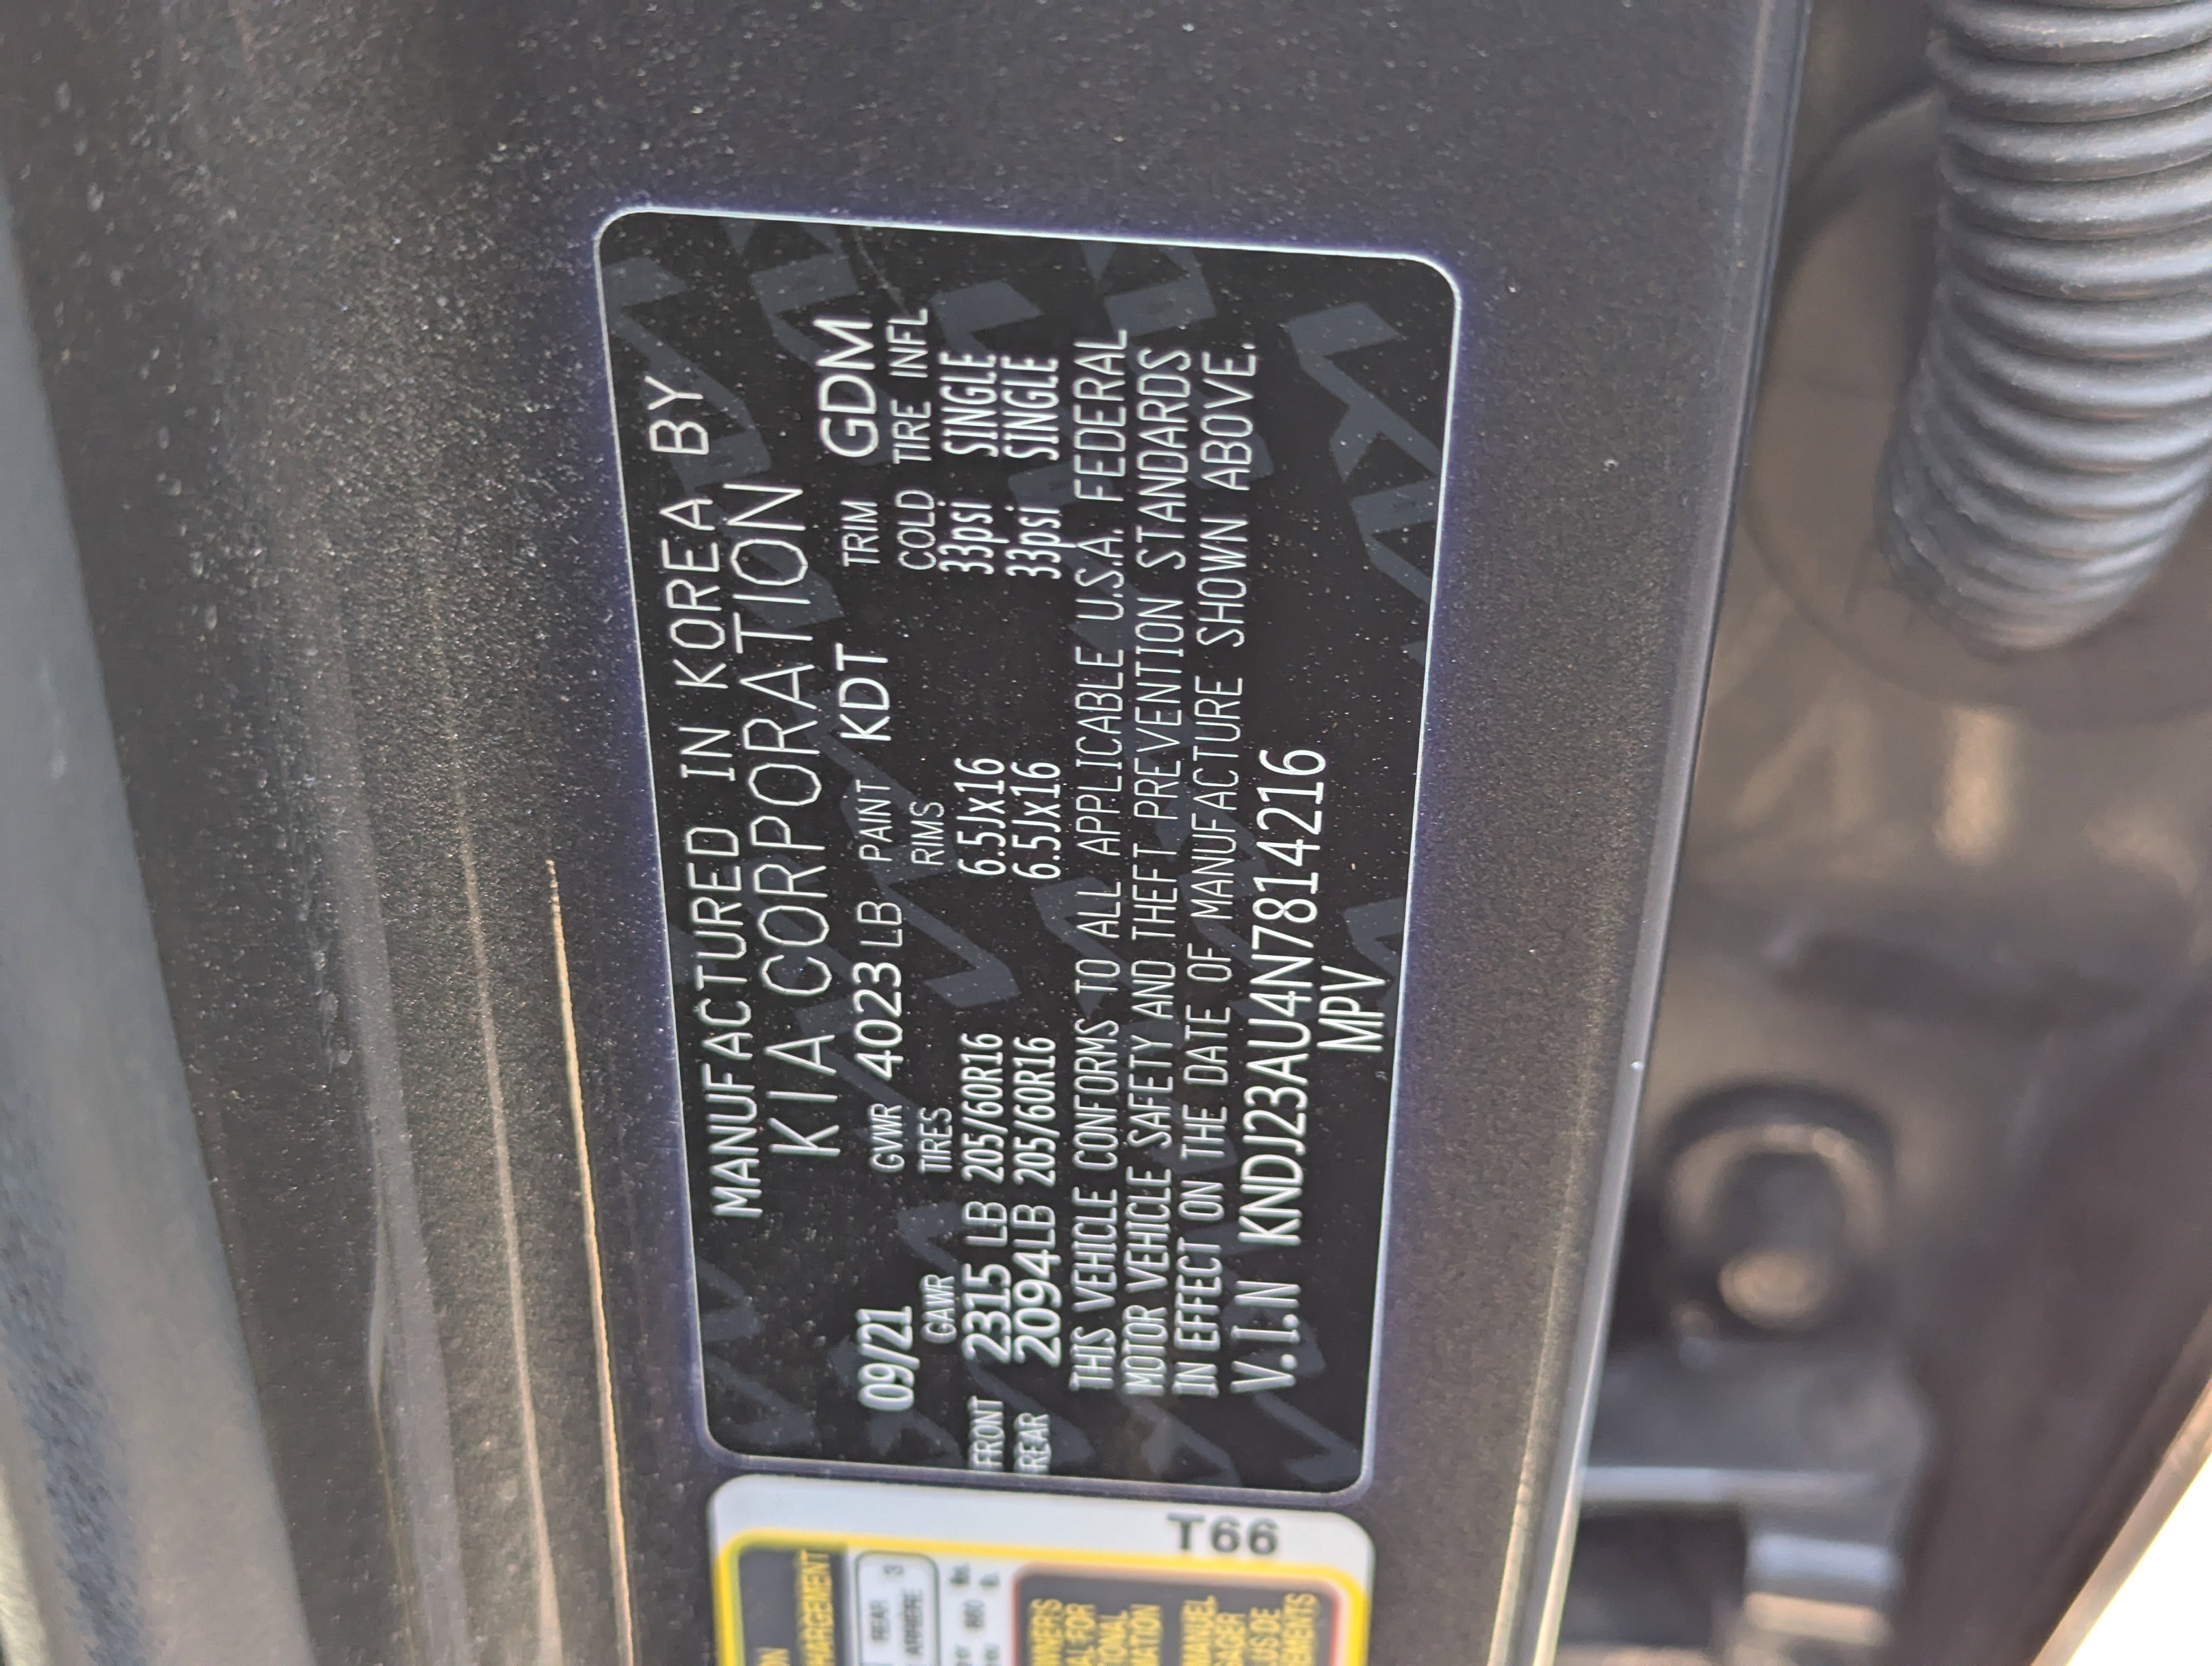 MANUFACTURED IN KOREA BY
KIA CORPORATION
09/21 GVWR 4023 LB PAINT KDT TRIM GDM
GAWR TIRES RIMS COLD TIRE INFL
FRONT 2315 LB 205/60R16 6.5Jx16 33psi SINGLE
REAR 2094LB 205/60R16 6.5Jx16 33psi SINGLE
THIS VEHICLE CONFORMS TO ALL APPLICABLE U.S.A. FEDERAL
MOTOR VEHICLE SAFETY AND THEFT PREVENTION STANDARDS
IN EFFECT ON THE DATE OF MANUFACTURE SHOWN ABOVE.
V.I.N KNDJ23AU4N7814216
MPV
T66
REAR 3
ARRIÈRE